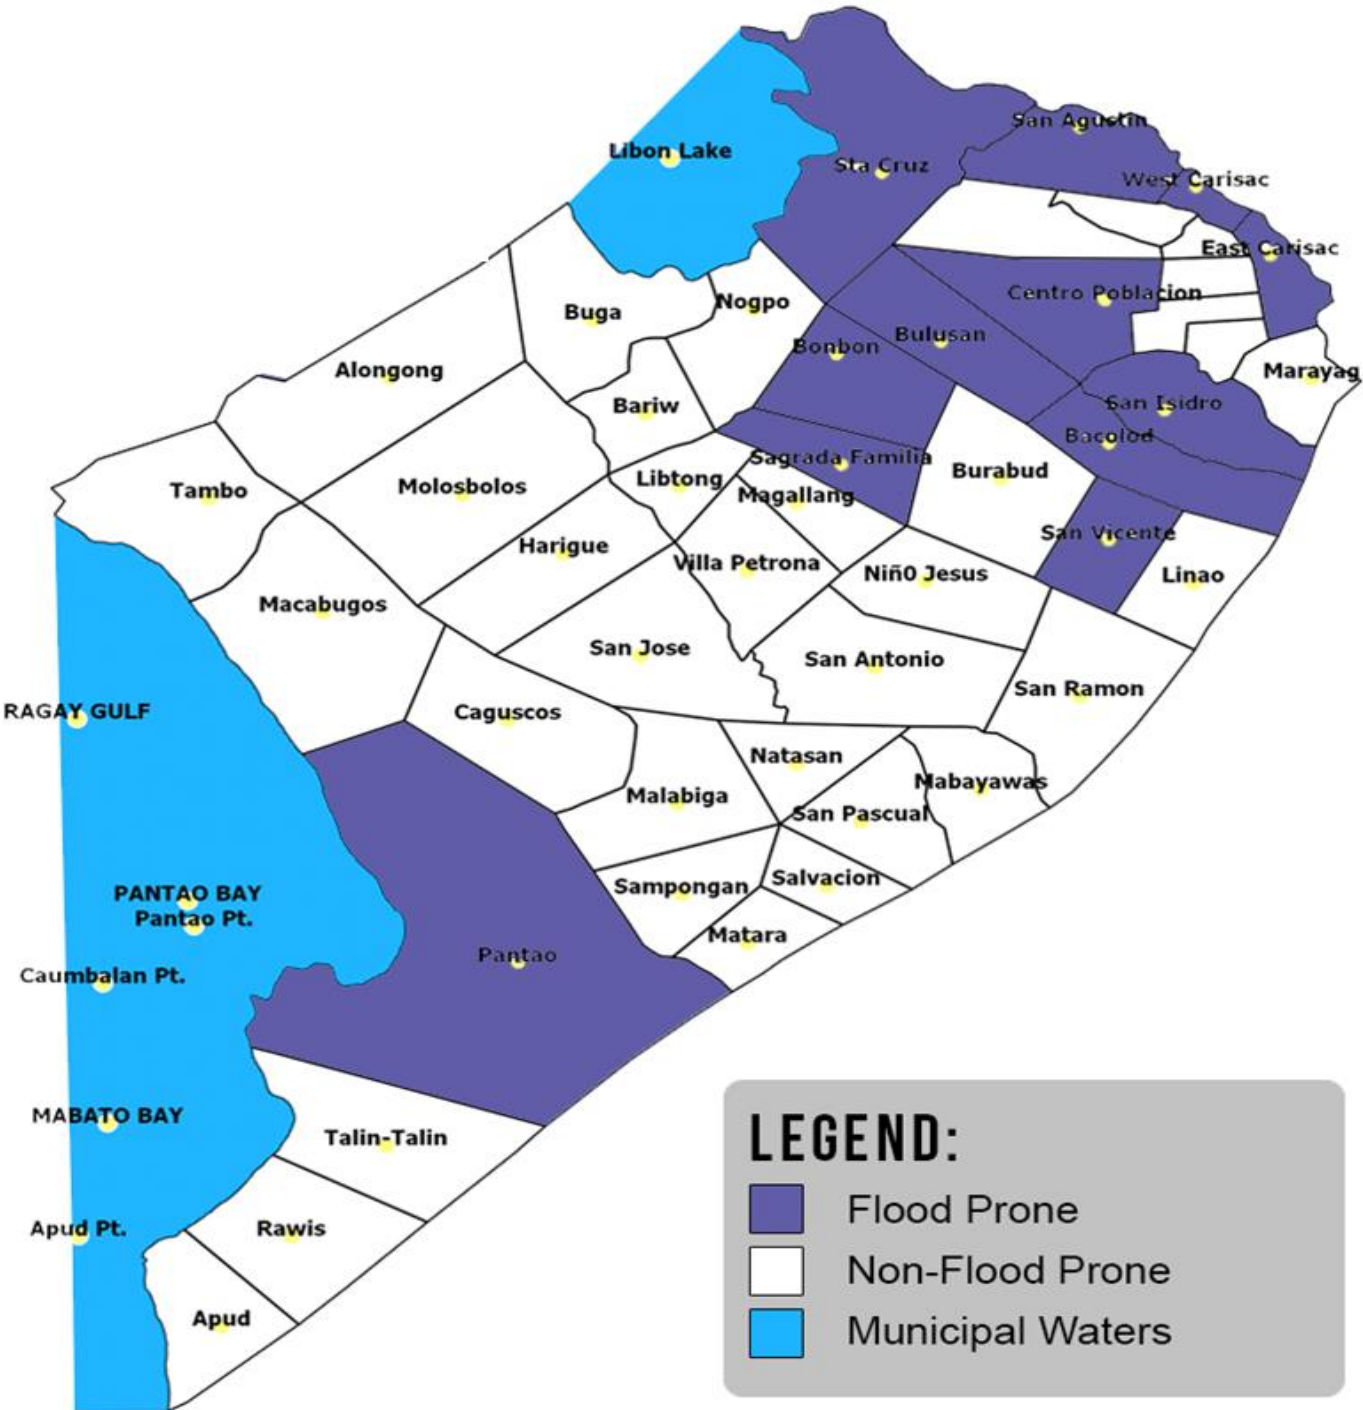 San Agustin
Libon Lake
Sta Cruz
West Carisac
East Carisac
Centro Poblacion
Nogpo
Buga
Bulusan
Bonbon
Alongong
Marayag
Bariw
San Isidro
Bacolod
Sagrada Familia
Burabud
Libtong
Molosbolos
Tambo
Magallang
San Vicente
Harigue
Villa Petrona
Niñ0 Jesus
Linao
Macabugos
San Jose
San Antonio
San Ramon
RAGAY GULF
Caguscos
Natasan
Mabayawas
Malabiga
San Pascual
Salvacion
Sampongan
PANTAO BAY
Pantao Pt.
Matara
Pantao
Caumbalan Pt.
MABATO BAY
Talin-Talin
Apud Pt.
Rawis
Apud
LEGEND:
Flood Prone
Non-Flood Prone
Municipal Waters